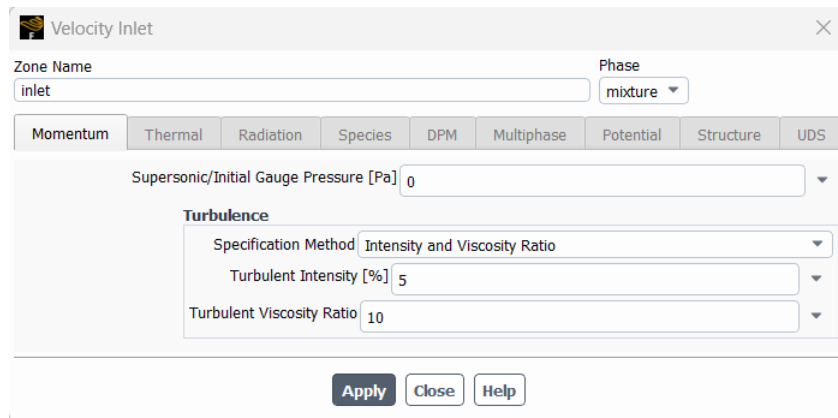 Velocity Inlet
Zone Name Phase
inlet mixture
Momentum Thermal Radiation Species DPM Multiphase Potential Structure UDS
Supersonic/Initial Gauge Pressure [Pa] 0
Turbulence
Specification Method Intensity and Viscosity Ratio
Turbulent Intensity [%] 5
Turbulent Viscosity Ratio 10
Apply Close Help